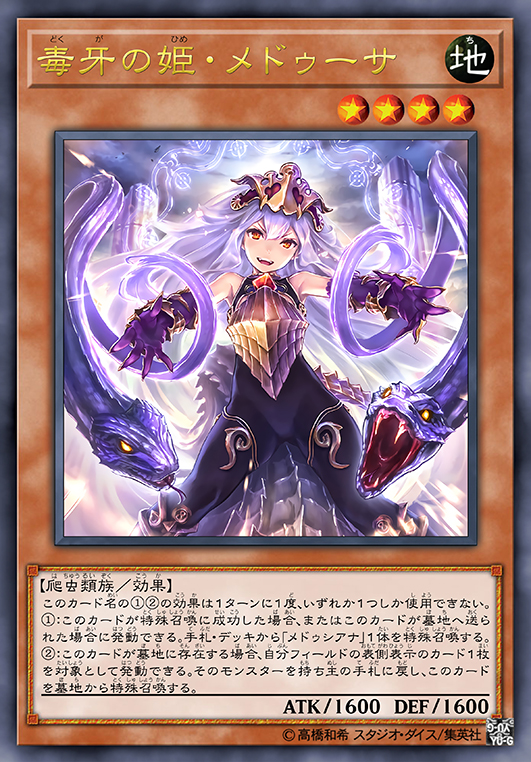 毒牙の姫・メドゥーサ
地
【爬虫類族／効果】
このカード名の①②の効果は1ターンに1度、いずれか1つしか使用できない。
①:このカードが特殊召喚に成功した場合、またはこのカードが墓地へ送ら
れた場合に発動できる。手札・デッキから「メドゥシアナ」1体を特殊召喚する。
②:このカードが墓地に存在する場合、自分フィールドの表側表示のカード1枚
を対象として発動できる。そのモンスターを持ち主の手札に戻し、このカード
を墓地から特殊召喚する。
ATK/1600 DEF/1600
©高橋和希 スタジオ・ダイス/集英社